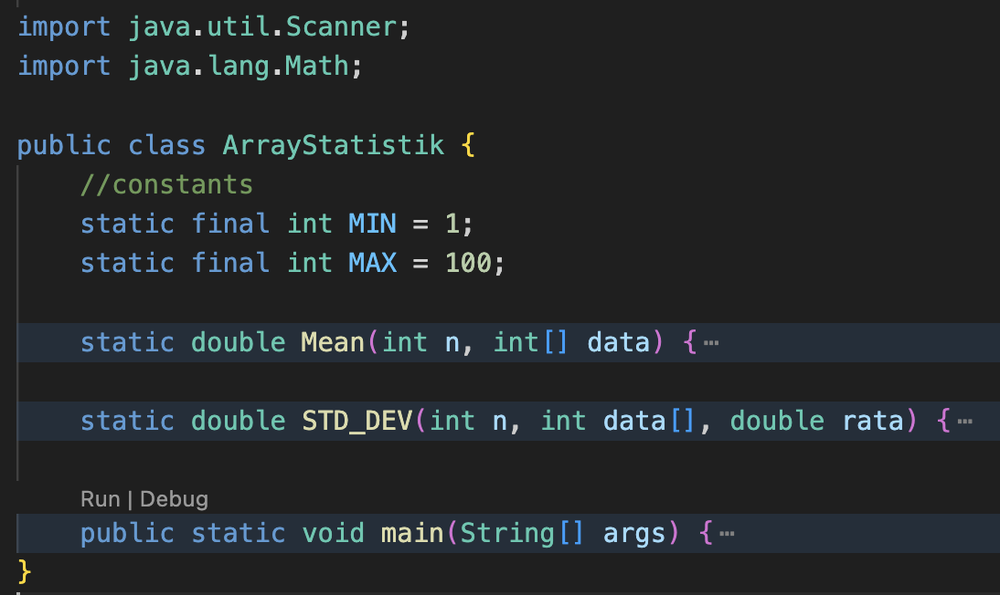 import java.util.Scanner;
import java.lang.Math;
public class ArrayStatistik {
//constants
static final int MIN = 1;
static final int MAX = 100;
static double Mean(int n, int[] data) {⋯
static double STD_DEV(int n, int data[], double rata) {⋯
Run | Debug
public static void main(String[] args) {⋯
}